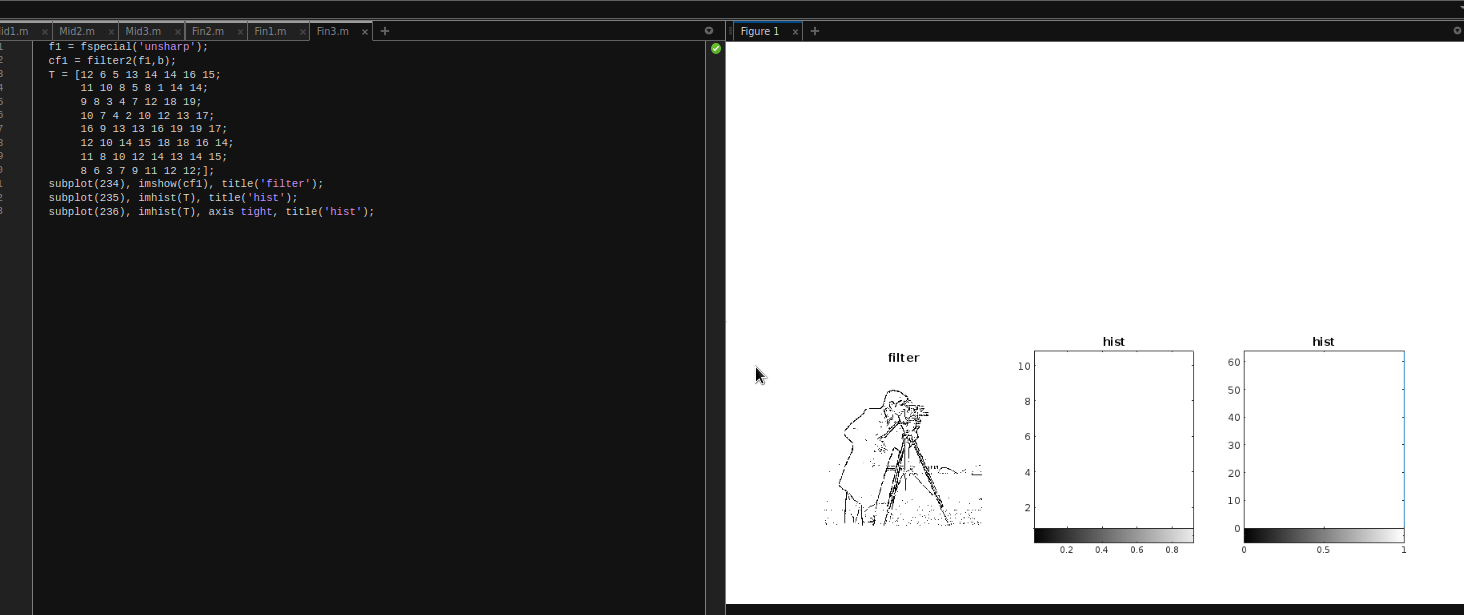 id1.m × Mid2.m × Mid3.m × Fin2.m × Fin1.m × Fin3.m × +
Figure 1 × +
1 f1 = fspecial('unsharp');
2 cf1 = filter2(f1,b);
3 T = [12 6 5 13 14 14 16 15;
4 11 10 8 5 8 1 14 14;
5 9 8 3 4 7 12 18 19;
6 10 7 4 2 10 12 13 17;
7 16 9 13 13 16 19 19 17;
8 12 10 14 15 18 18 16 14;
9 11 8 10 12 14 13 14 15;
0 8 6 3 7 9 11 12 12;];
1 subplot(234), imshow(cf1), title('filter');
2 subplot(235), imhist(T), title('hist');
3 subplot(236), imhist(T), axis tight, title('hist');
filter
hist
10
8
6
4
2
0.2 0.4 0.6 0.8
hist
60
50
40
30
20
10
0
0 0.5 1